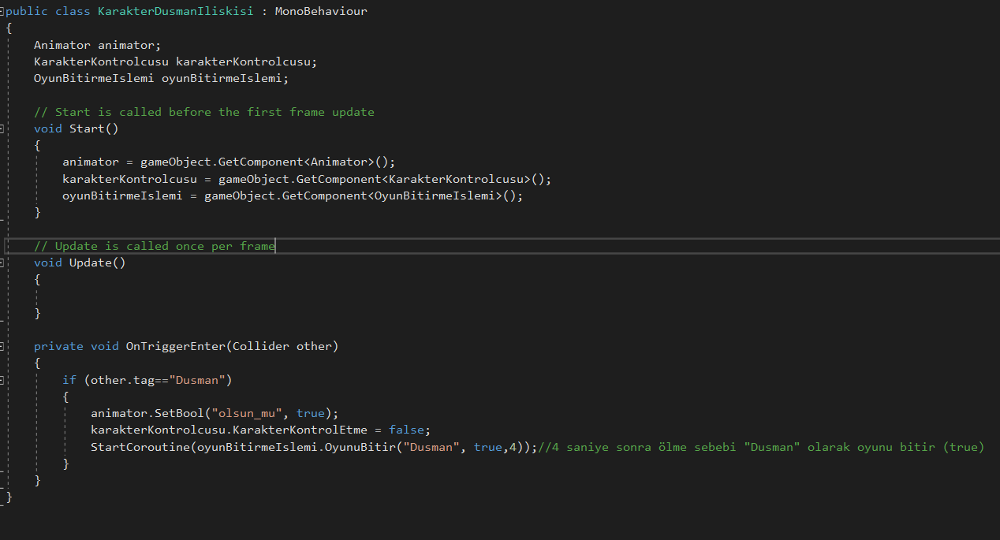 public class KarakterDusmanIliskisi : MonoBehaviour
{
    Animator animator;
    KarakterKontrolcusu karakterKontrolcusu;
    OyunBitirmeIslemi oyunBitirmeIslemi;

    // Start is called before the first frame update
    void Start()
    {
        animator = gameObject.GetComponent<Animator>();
        karakterKontrolcusu = gameObject.GetComponent<KarakterKontrolcusu>();
        oyunBitirmeIslemi = gameObject.GetComponent<OyunBitirmeIslemi>();
    }

    // Update is called once per frame
    void Update()
    {

    }

    private void OnTriggerEnter(Collider other)
    {
        if (other.tag=="Dusman")
        {
            animator.SetBool("olsun_mu", true);
            karakterKontrolcusu.KarakterKontrolEtme = false;
            StartCoroutine(oyunBitirmeIslemi.OyunuBitir("Dusman", true,4));//4 saniye sonra ölme sebebi "Dusman" olarak oyunu bitir (true)
        }
    }
}